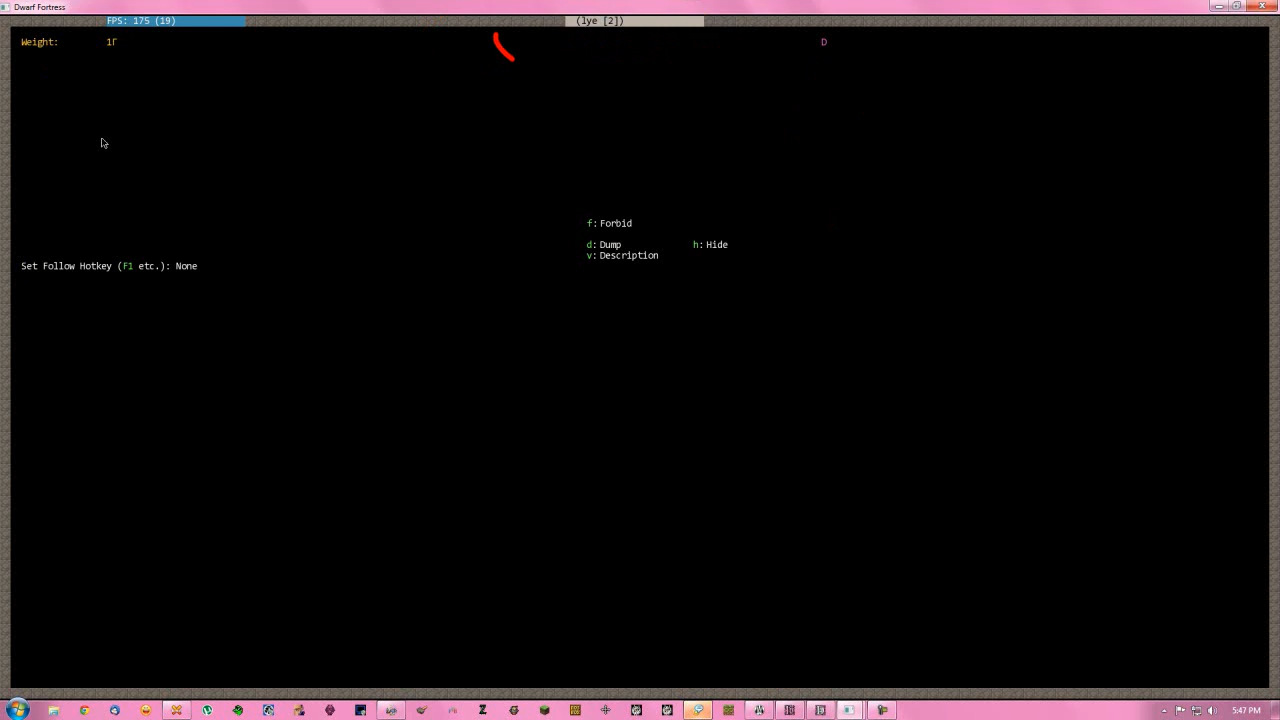 Dwarf Fortress
FPS: 175 (19)
(lye [2])
Weight: 1Γ
D
f: Forbid
d: Dump h: Hide
v: Description
Set Follow Hotkey (F1 etc.): None
5:47 PM